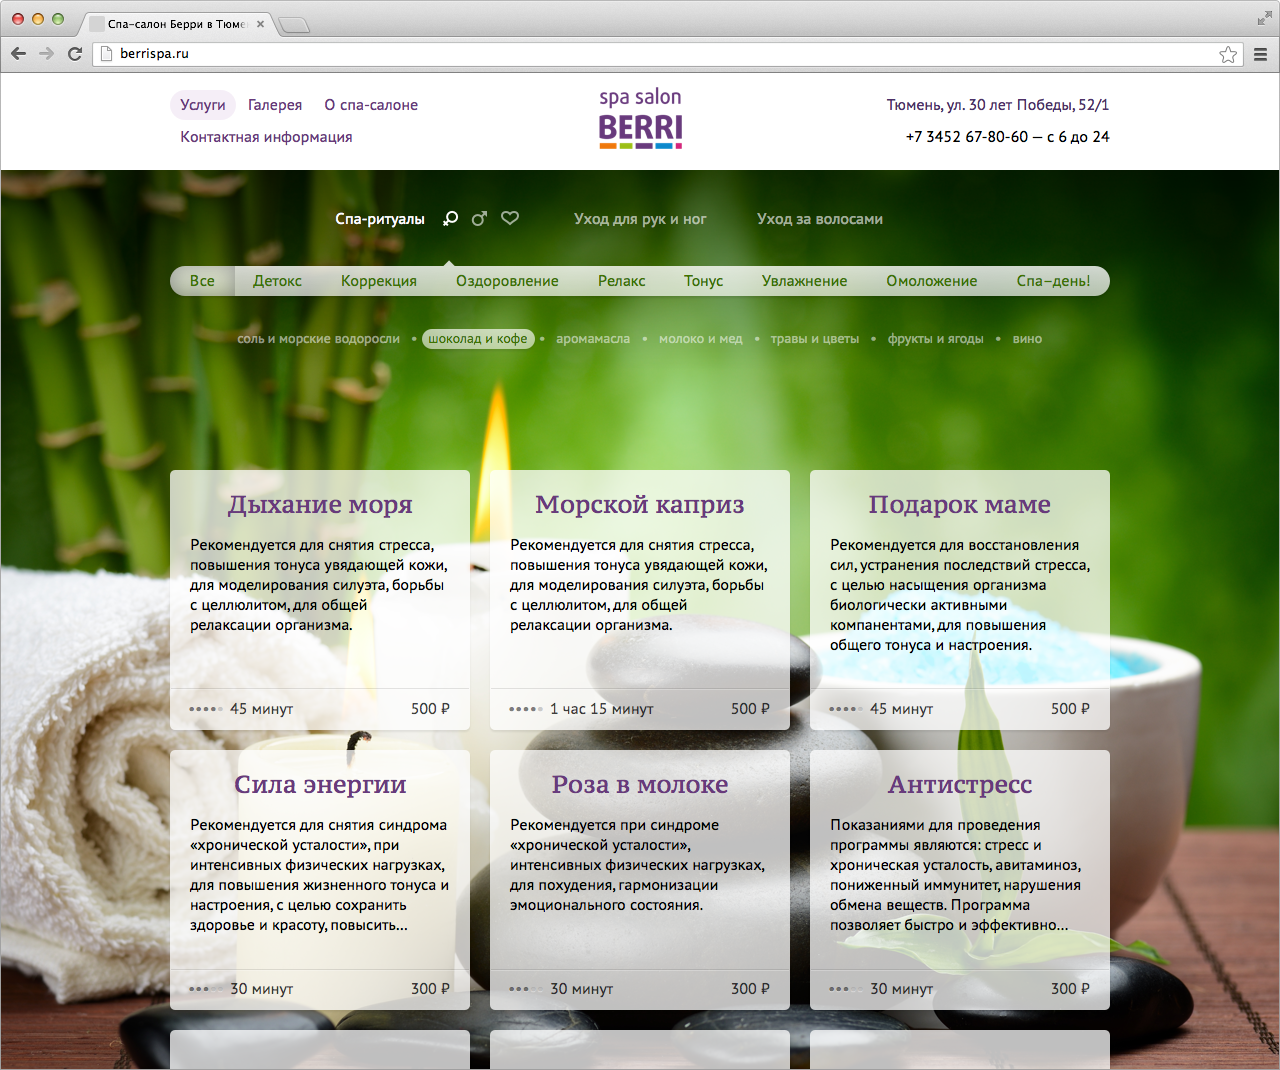 Спа-салон Берри в Тюме
berrispa.ru
Услуги Галерея О спа-салоне
Контактная информация
spa salon
BERRI
Тюмень, ул. 30 лет Победы, 52/1
+7 3452 67-80-60 — с 6 до 24
Спа-ритуалы Уход для рук и ног Уход за волосами
Все Детокс Коррекция Оздоровление Релакс Тонус Увлажнение Омоложение Спа-день!
соль и морские водоросли • шоколад и кофе • аромамасла • молоко и мед • травы и цветы • фрукты и ягоды • вино
Дыхание моря
Рекомендуется для снятия стресса,
повышения тонуса увядающей кожи,
для моделирования силуэта, борьбы
с целлюлитом, для общей
релаксации организма.
45 минут 500 ₽
Морской каприз
Рекомендуется для снятия стресса,
повышения тонуса увядающей кожи,
для моделирования силуэта, борьбы
с целлюлитом, для общей
релаксации организма.
1 час 15 минут 500 ₽
Подарок маме
Рекомендуется для восстановления
сил, устранения последствий стресса,
с целью насыщения организма
биологически активными
компанентами, для повышения
общего тонуса и настроения.
45 минут 500 ₽
Сила энергии
Рекомендуется для снятия синдрома
«хронической усталости», при
интенсивных физических нагрузках,
для повышения жизненного тонуса и
настроения, с целью сохранить
здоровье и красоту, повысить...
30 минут 300 ₽
Роза в молоке
Рекомендуется при синдроме
«хронической усталости»,
интенсивных физических нагрузках,
для похудения, гармонизации
эмоционального состояния.
30 минут 300 ₽
Антистресс
Показаниями для проведения
программы являются: стресс и
хроническая усталость, авитаминоз,
пониженный иммунитет, нарушения
обмена веществ. Программа
позволяет быстро и эффективно...
30 минут 300 ₽